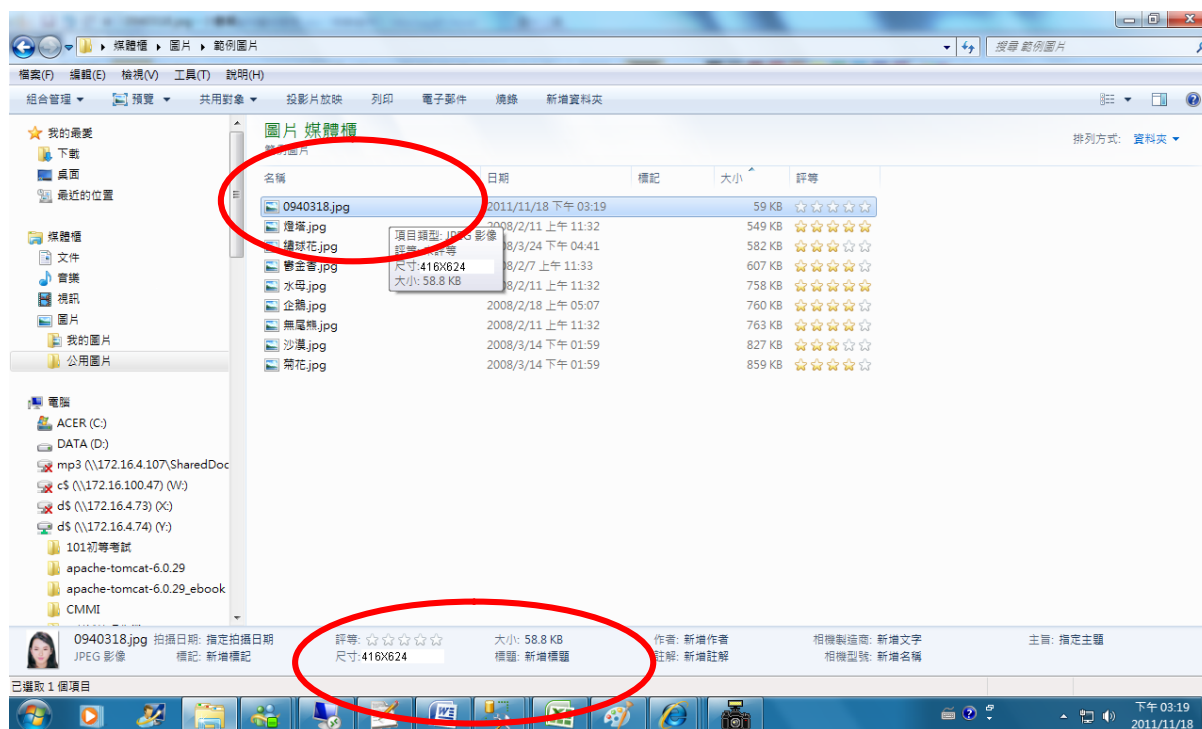 媒體櫃 ▸ 圖片 ▸ 範例圖片 搜尋 範例圖片
檔案(F) 編輯(E) 檢視(V) 工具(T) 說明(H)
組合管理 預覽 共用對象 投影片放映 列印 電子郵件 燒錄 新增資料夾
我的最愛
下載
桌面
最近的位置
媒體櫃
文件
音樂
視訊
圖片
我的圖片
公用圖片
電腦
ACER (C:)
DATA (D:)
mp3 (\\172.16.4.107\SharedDoc
c$ (\\172.16.100.47) (W:)
d$ (\\172.16.4.73) (X:)
d$ (\\172.16.4.74) (Y:)
101初等考試
apache-tomcat-6.0.29
apache-tomcat-6.0.29_ebook
CMMI
圖片 媒體櫃
範例圖片
排列方式: 資料夾
名稱 日期 標記 大小 評等
0940318.jpg 2011/11/18 下午 03:19 59 KB
燈塔.jpg 2008/2/11 上午 11:32 549 KB
繡球花.jpg 2008/3/24 下午 04:41 582 KB
鬱金香.jpg 2008/2/7 上午 11:33 607 KB
水母.jpg 2008/2/11 上午 11:32 758 KB
企鵝.jpg 2008/2/18 上午 05:07 760 KB
無尾熊.jpg 2008/2/11 上午 11:32 763 KB
沙漠.jpg 2008/3/14 下午 01:59 827 KB
菊花.jpg 2008/3/14 下午 01:59 859 KB
項目類型: JPEG 影像
評等: 未評等
尺寸:416X624
大小: 58.8 KB
0940318.jpg 拍攝日期: 指定拍攝日期 評等: 大小: 58.8 KB 作者: 新增作者 相機製造商: 新增文字 主旨: 指定主題
JPEG 影像 標記: 新增標記 尺寸:416X624 標題: 新增標題 註解: 新增註解 相機型號: 新增名稱
已選取 1 個項目
下午 03:19
2011/11/18